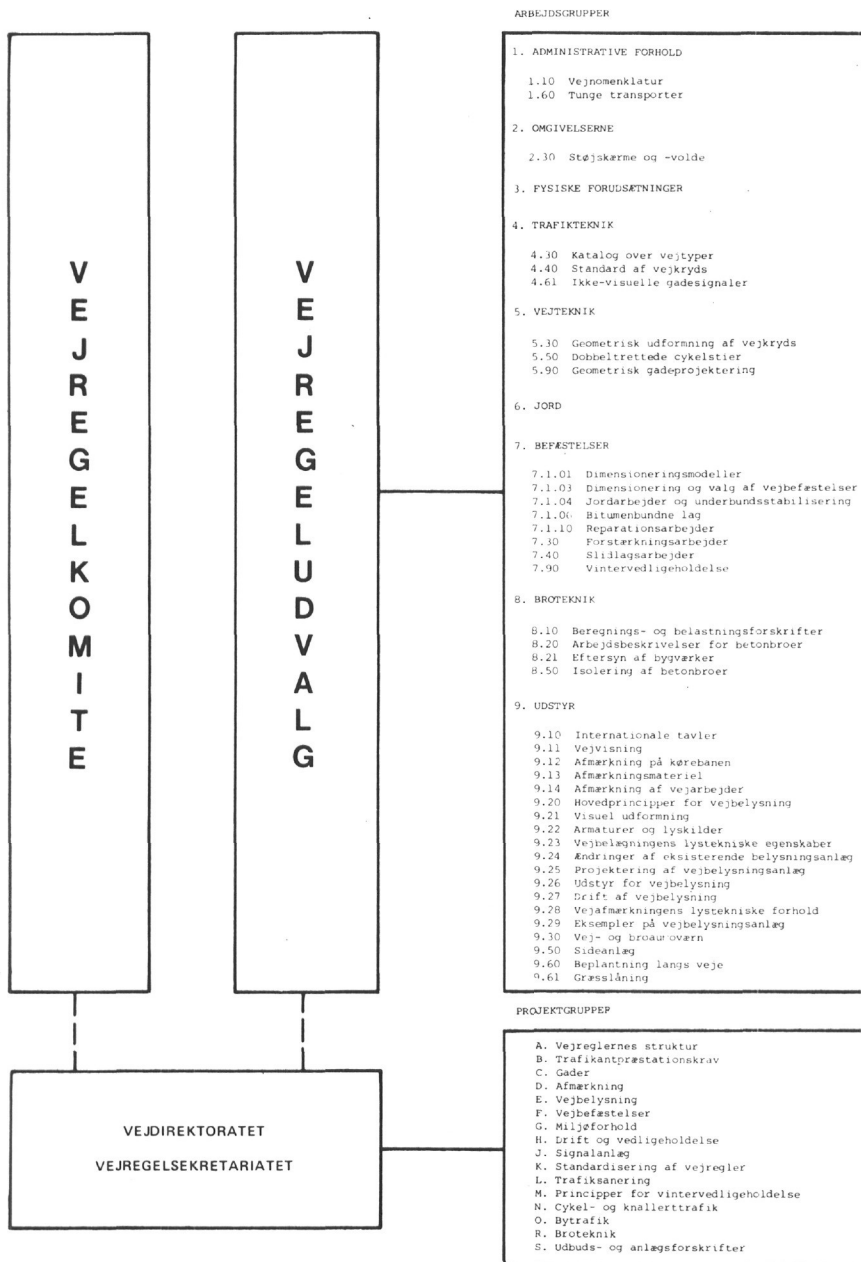 VEJREGELKOMITE
VEJREGELUDVALG
ARBEJDSGRUPPER
1. ADMINISTRATIVE FORHOLD
1.10 Vejnomenklatur
1.60 Tunge transporter
2. OMGIVELSERNE
2.30 Støjskærme og -volde
3. FYSISKE FORUDSÆTNINGER
4. TRAFIKTEKNIK
4.30 Katalog over vejtyper
4.40 Standard af vejkryds
4.61 Ikke-visuelle gadesignaler
5. VEJTEKNIK
5.30 Geometrisk udformning af vejkryds
5.50 Dobbeltrettede cykelstier
5.90 Geometrisk gadeprojektering
6. JORD
7. BEFÆSTELSER
7.1.01 Dimensioneringsmodeller
7.1.03 Dimensionering og valg af vejbefæstelser
7.1.04 Jordarbejder og underbundsstabilisering
7.1.06 Bitumenbundne lag
7.1.10 Reparationsarbejder
7.30 Forstærkningsarbejder
7.40 Slidlagsarbejder
7.90 Vintervedligeholdelse
8. BROTEKNIK
8.10 Beregnings- og belastningsforskrifter
8.20 Arbejdsbeskrivelser for betonbroer
8.21 Eftersyn af bygværker
8.50 Isolering af betonbroer
9. UDSTYR
9.10 Internationale tavler
9.11 Vejvisning
9.12 Afmærkning på kørebanen
9.13 Afmærkningsmateriel
9.14 Afmærkning af vejarbejder
9.20 Hovedprincipper for vejbelysning
9.21 Visuel udformning
9.22 Armaturer og lyskilder
9.23 Vejbelægningens lystekniske egenskaber
9.24 Ændringer af eksisterende belysningsanlæg
9.25 Projektering af vejbelysningsanlæg
9.26 Udstyr for vejbelysning
9.27 Drift af vejbelysning
9.28 Vejafmærkningens lystekniske forhold
9.29 Eksempler på vejbelysningsanlæg
9.30 Vej- og broautoværn
9.50 Sideanlæg
9.60 Beplantning langs veje
9.61 Græsslåning
PROJEKTGRUPPER
A. Vejreglernes struktur
B. Trafikantpræstationskrav
C. Gader
D. Afmærkning
E. Vejbelysning
F. Vejbefæstelser
G. Miljøforhold
H. Drift og vedligeholdelse
J. Signalanlæg
K. Standardisering af vejregler
L. Trafiksanering
M. Principper for vintervedligeholdelse
N. Cykel- og knallerttrafik
O. Bytrafik
R. Broteknik
S. Udbuds- og anlægsforskrifter
VEJDIREKTORATET
VEJREGELSEKRETARIATET